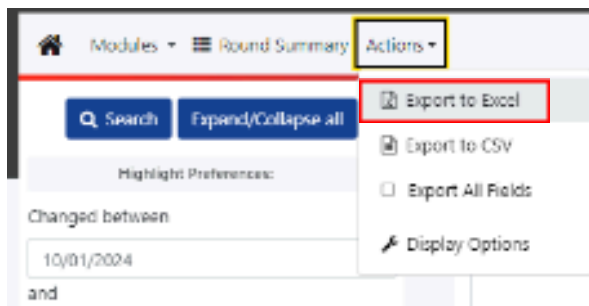 Modules Round Summary Actions
Export to Excel
Search Expand/Collapse all
Export to CSV
Highlight Preferences:
Export All Fields
Changed between
Display Options
10/01/2024
and